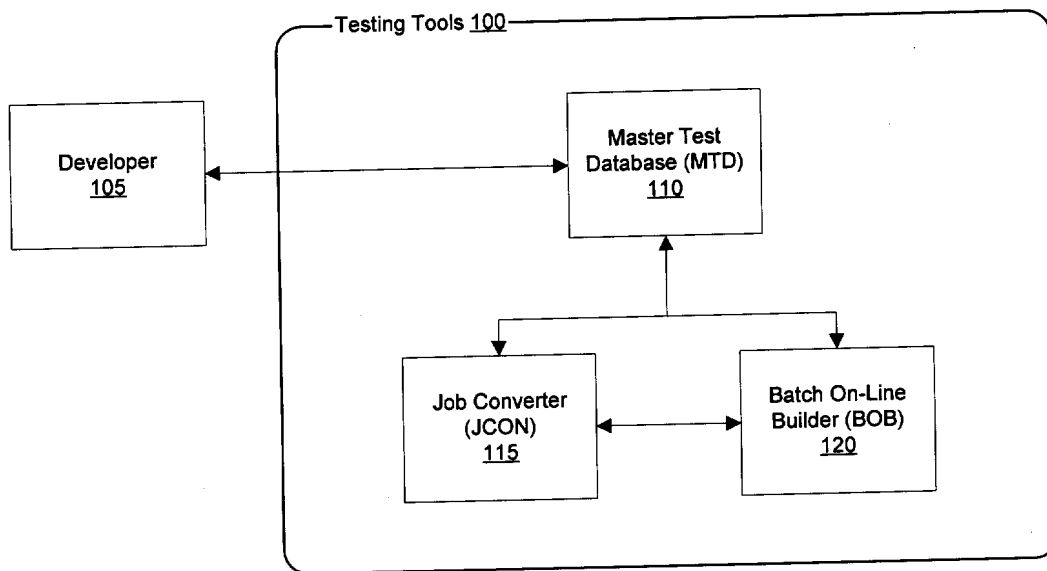 Testing Tools 100
Developer
105
Master Test
Database (MTD)
110
Job Converter
(JCON)
115
Batch On-Line
Builder (BOB)
120